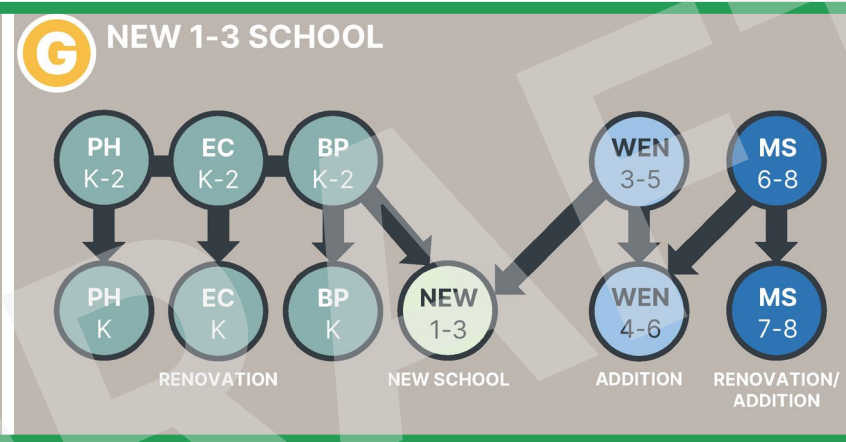 G
NEW 1-3 SCHOOL
PH
K-2
EC
K-2
BP
K-2
WEN
3-5
MS
6-8
PH
K
EC
K
BP
K
NEW
1-3
WEN
4-6
MS
7-8
RENOVATION
NEW SCHOOL
ADDITION
RENOVATION/
ADDITION